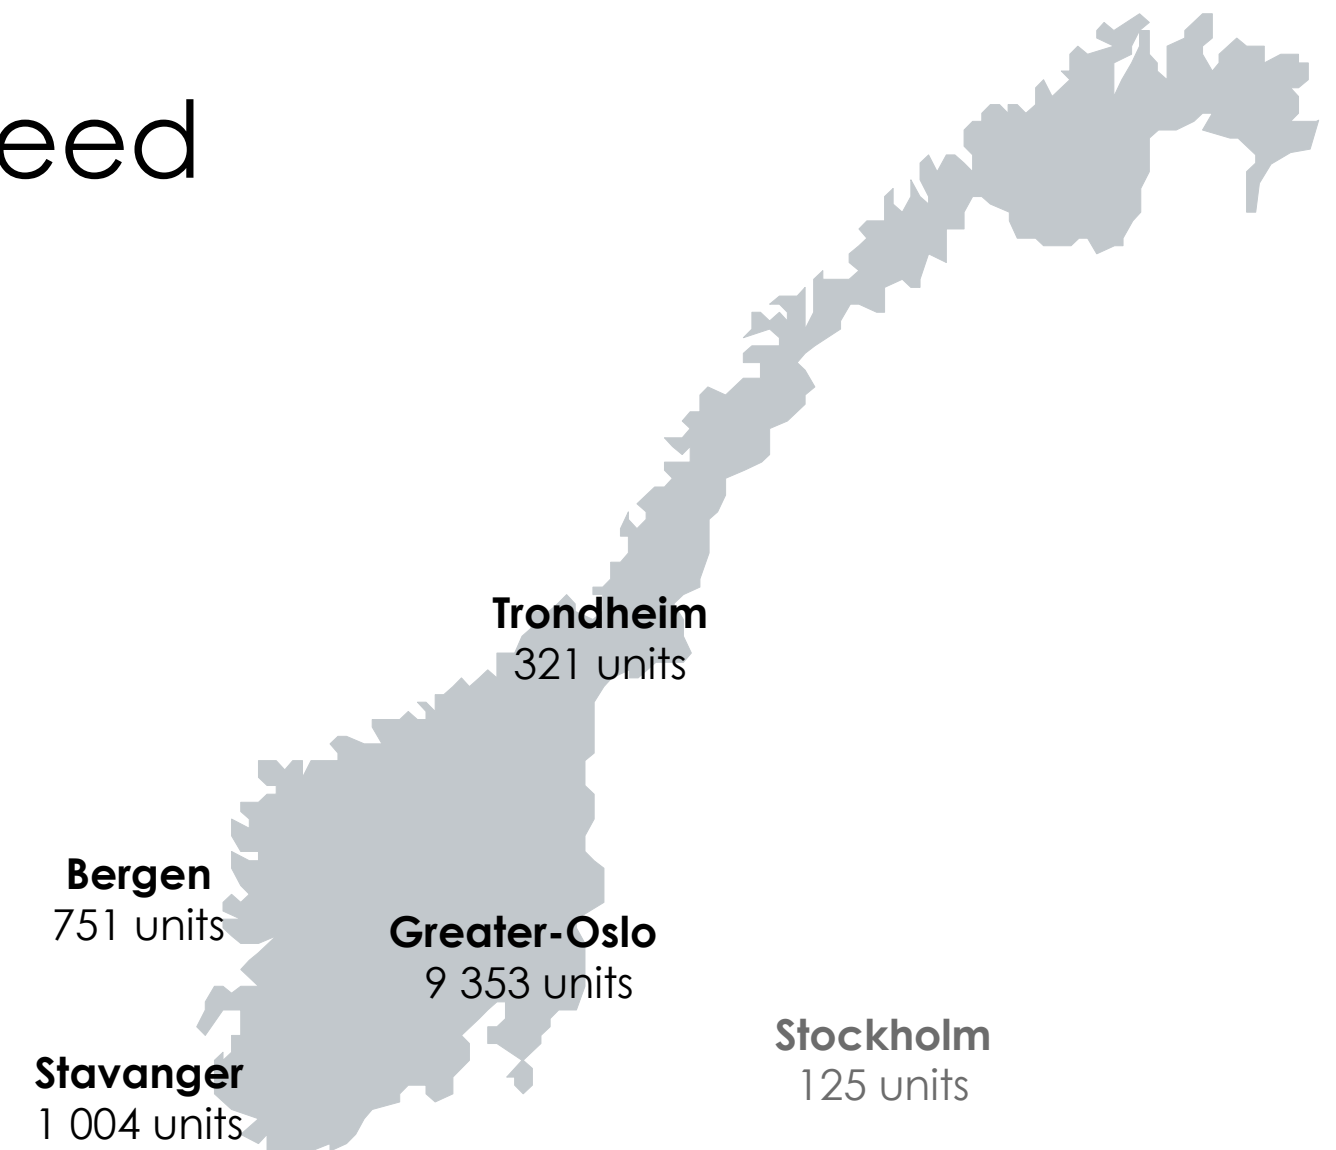 eed
Trondheim
321 units
Bergen
751 units
Greater-Oslo
9 353 units
Stockholm
125 units
Stavanger
1 004 units